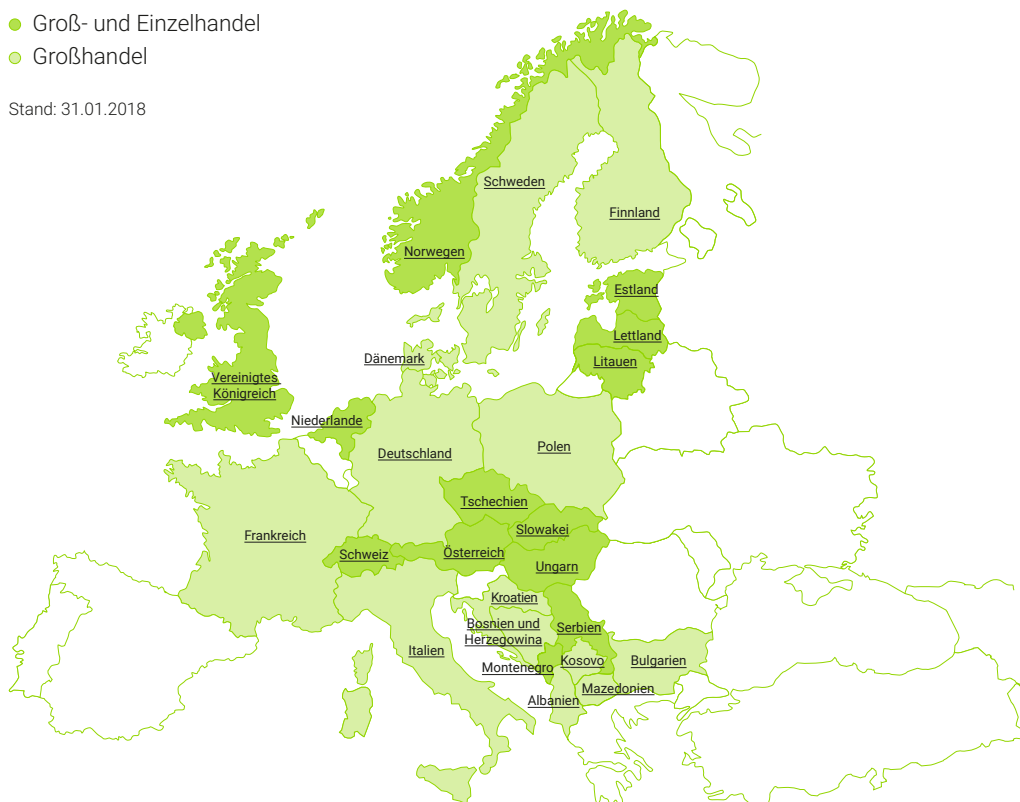 Groß- und Einzelhandel
Großhandel
Stand: 31.01.2018
Schweden
Finnland
Norwegen
Estland
Lettland
Dänemark
Litauen
Vereinigtes
Königreich
Niederlande
Deutschland
Polen
Tschechien
Slowakei
Frankreich
Schweiz
Österreich
Ungarn
Kroatien
Bosnien und
Herzegowina
Serbien
Italien
Montenegro
Kosovo
Bulgarien
Mazedonien
Albanien